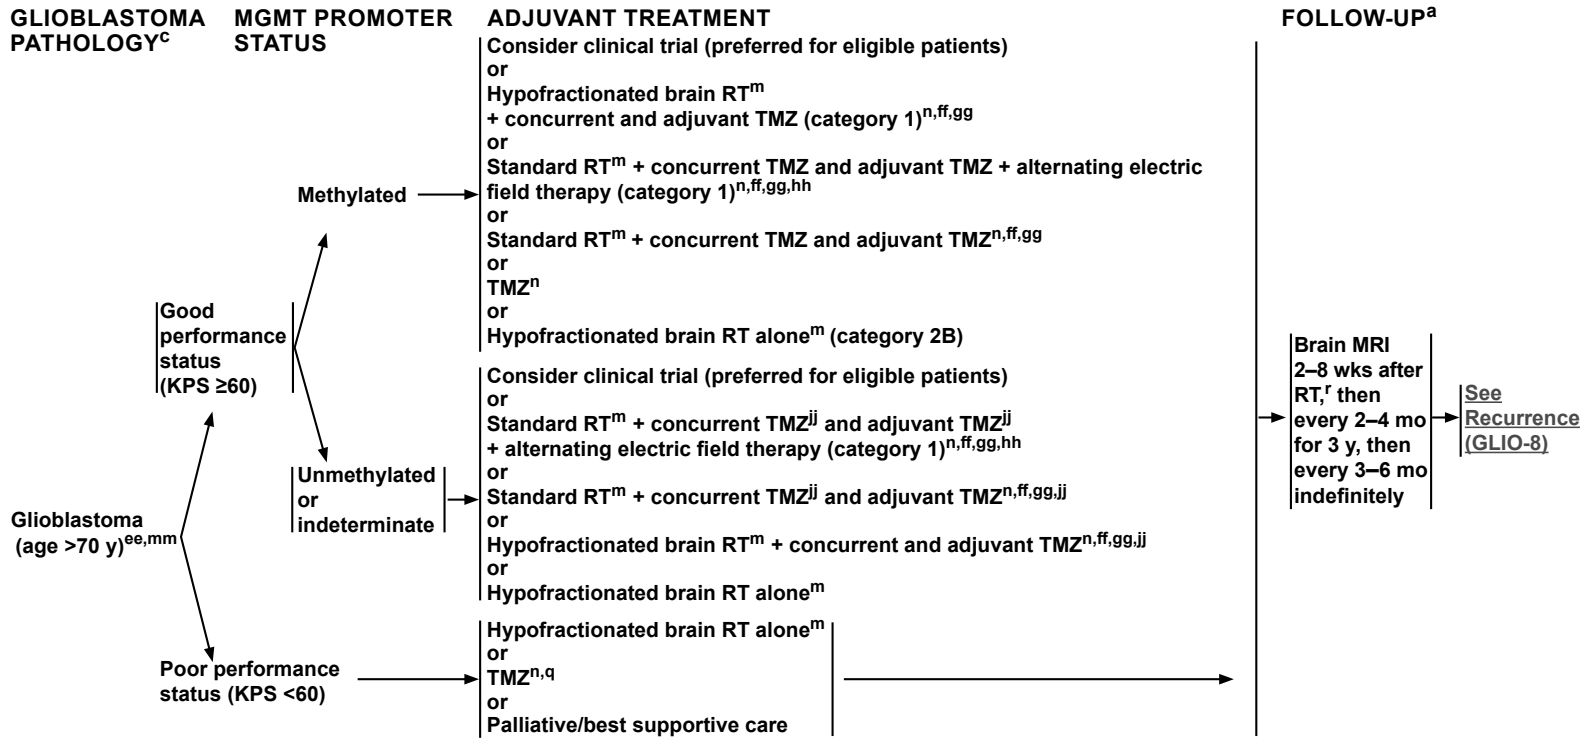 GLIOBLASTOMA
PATHOLOGYc
MGMT PROMOTER
STATUS
ADJUVANT TREATMENT
FOLLOW-UPa
Glioblastoma
(age >70 y)ee,mm
Good
performance
status
(KPS ≥60)
Methylated
Consider clinical trial (preferred for eligible patients)
or
Hypofractionated brain RTm
+ concurrent and adjuvant TMZ (category 1)n,ff,gg
or
Standard RTm + concurrent TMZ and adjuvant TMZ + alternating electric
field therapy (category 1)n,ff,gg,hh
or
Standard RTm + concurrent TMZ and adjuvant TMZn,ff,gg
or
TMZn
or
Hypofractionated brain RT alonem (category 2B)
Unmethylated
or
indeterminate
Consider clinical trial (preferred for eligible patients)
or
Standard RTm + concurrent TMZjj and adjuvant TMZjj
+ alternating electric field therapy (category 1)n,ff,gg,hh
or
Standard RTm + concurrent TMZjj and adjuvant TMZn,ff,gg,jj
or
Hypofractionated brain RTm + concurrent and adjuvant TMZn,ff,gg,jj
or
Hypofractionated brain RT alonem
Poor performance
status (KPS <60)
Hypofractionated brain RT alonem
or
TMZn,q
or
Palliative/best supportive care
Brain MRI
2–8 wks after
RT,r then
every 2–4 mo
for 3 y, then
every 3–6 mo
indefinitely
See
Recurrence
(GLIO-8)